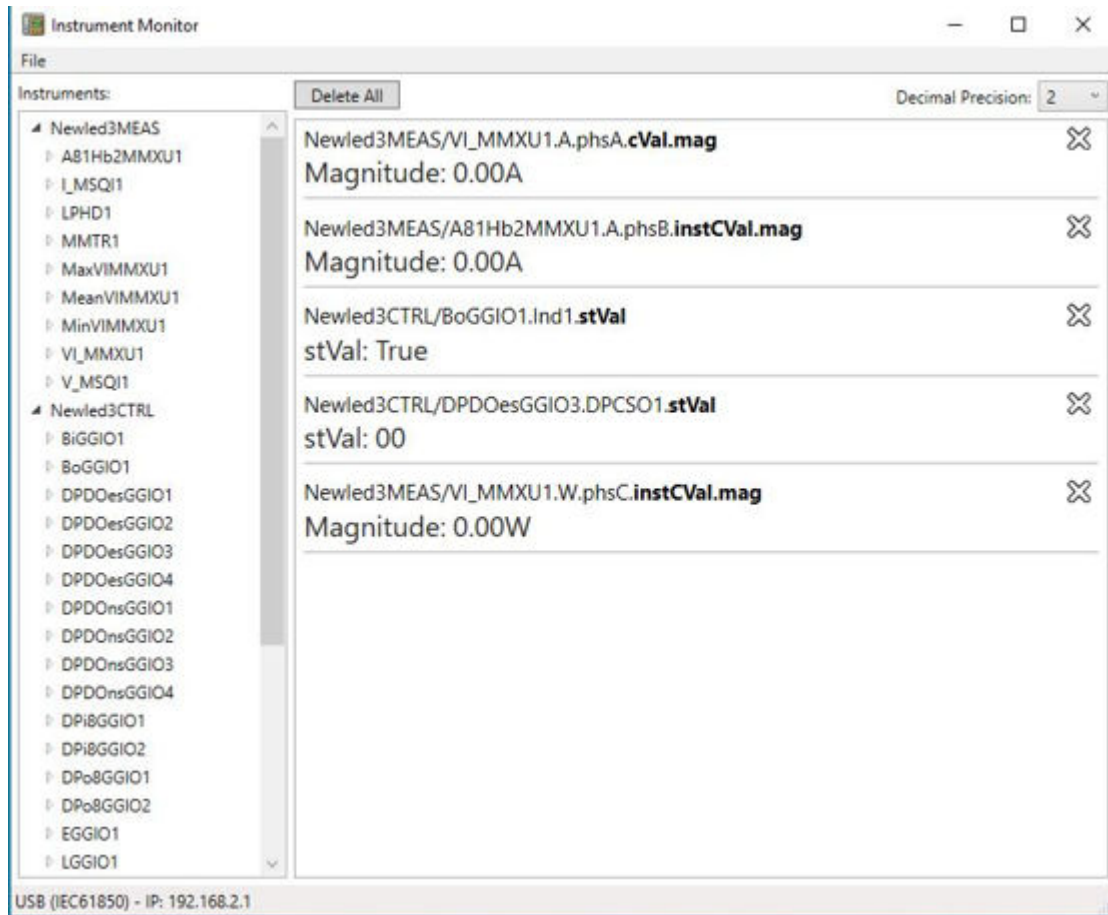 Instrument Monitor
File
Instruments:
Delete All
Decimal Precision: 2
Newled3MEAS
A81Hb2MMXU1
I_MSQI1
LPHD1
MMTR1
MaxVIMMXU1
MeanVIMMXU1
MinVIMMXU1
VI_MMXU1
V_MSQI1
Newled3CTRL
BiGGIO1
BoGGIO1
DPDOesGGIO1
DPDOesGGIO2
DPDOesGGIO3
DPDOesGGIO4
DPDOnsGGIO1
DPDOnsGGIO2
DPDOnsGGIO3
DPDOnsGGIO4
DPi8GGIO1
DPi8GGIO2
DPo8GGIO1
DPo8GGIO2
EGGIO1
LGGIO1
Newled3MEAS/VI_MMXU1.A.phsA.cVal.mag
Magnitude: 0.00A
Newled3MEAS/A81Hb2MMXU1.A.phsB.instCVal.mag
Magnitude: 0.00A
Newled3CTRL/BoGGIO1.Ind1.stVal
stVal: True
Newled3CTRL/DPDOesGGIO3.DPCSO1.stVal
stVal: 00
Newled3MEAS/VI_MMXU1.W.phsC.instCVal.mag
Magnitude: 0.00W
USB (IEC61850) - IP: 192.168.2.1